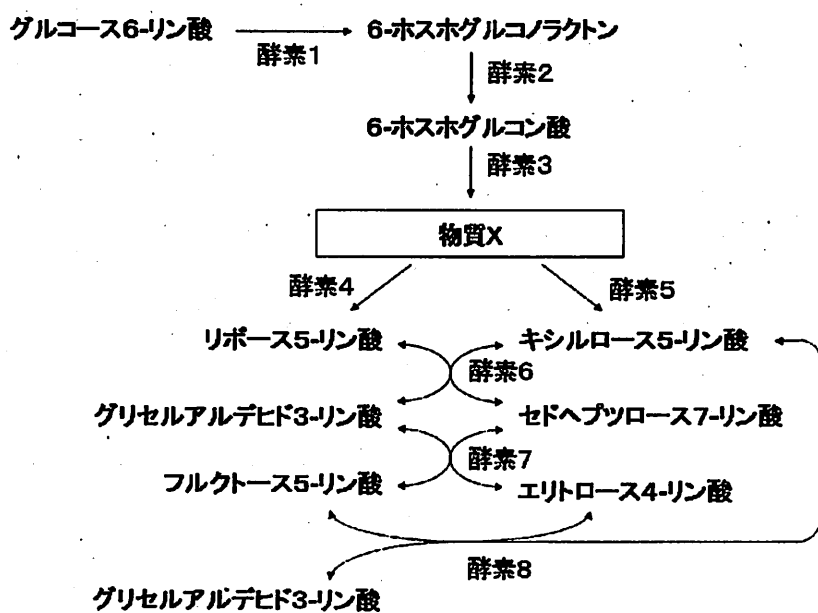 グルコース6-リン酸
酵素1
6-ホスホグルコノラクトン
酵素2
6-ホスホグルコン酸
酵素3
物質X
酵素4
酵素5
リボース5-リン酸
キシルロース5-リン酸
酵素6
グリセルアルデヒド3-リン酸
セドヘプツロース7-リン酸
酵素7
フルクトース5-リン酸
エリトロース4-リン酸
酵素8
グリセルアルデヒド3-リン酸